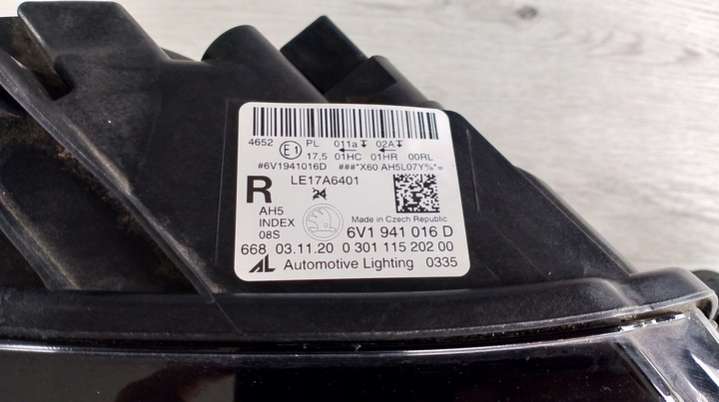 4652 E1 PL 011a 02A
17,5 01HC 01HR 00RL
#6V1941016D ###*X60 AH5L07Y%*=
R LE17A6401
24
AH5
INDEX
08S
Made in Czech Republic
6V1 941 016 D
668 03.11.20 0 301 115 202 00
AL Automotive Lighting 0335